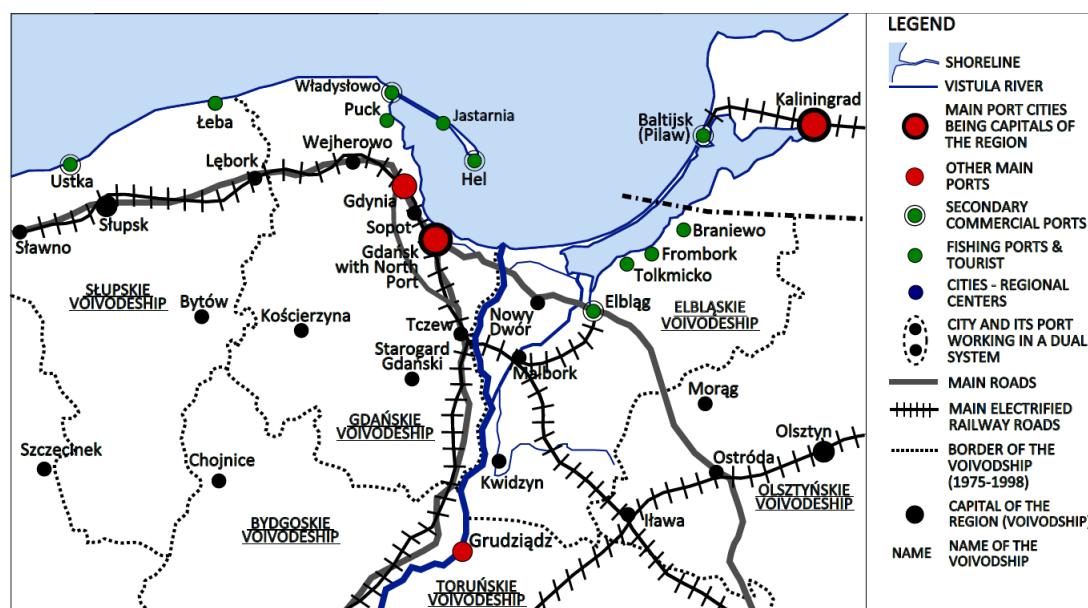 LEGEND
SHORELINE
VISTULA RIVER
MAIN PORT CITIES
BEING CAPITALS OF
THE REGION
OTHER MAIN
PORTS
SECONDARY
COMMERCIAL PORTS
FISHING PORTS &
TOURIST
CITIES - REGIONAL
CENTERS
CITY AND ITS PORT
WORKING IN A DUAL
SYSTEM
MAIN ROADS
MAIN ELECTRIFIED
RAILWAY ROADS
BORDER OF THE
VOIVODSHIP
(1975-1998)
CAPITAL OF THE
REGION (VOIVODSHIP)
NAME
NAME OF THE
VOIVODSHIP
Władysłowo
Puck
Jastarnia
Hel
Łeba
Ustka
Wejherowo
Lębork
Słupsk
Sławno
Gdynia
Sopot
Gdańsk
with North
Port
Baltijsk
(Pilaw)
Kaliningrad
Braniewo
Frombork
Tolkmicko
Elbląg
ELBLĄSKIE
VOIVODESHIP
SŁUPSKIE
VOIVODESHIP
Bytów
Kościerzyna
Tczew
Nowy
Dwór
Starogard
Gdański
Malbork
Morąg
GDAŃSKIE
VOIVODESHIP
Szczęcinek
Chojnice
Kwidzyn
Ostróda
Olsztyn
OLSZTYŃSKIE
VOIVODESHIP
BYDGOSKIE
VOIVODESHIP
Iława
Grudziądz
TORUŃSKIE
VOIVODESHIP